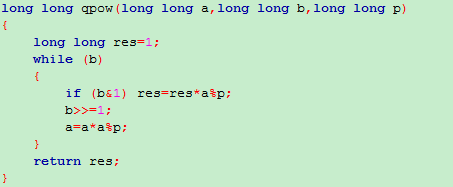 long long qpow(long long a,long long b,long long p)
{
    long long res=1;
    while (b)
    {
        if (b&1) res=res*a%p;
        b>>=1;
        a=a*a%p;
    }
    return res;
}